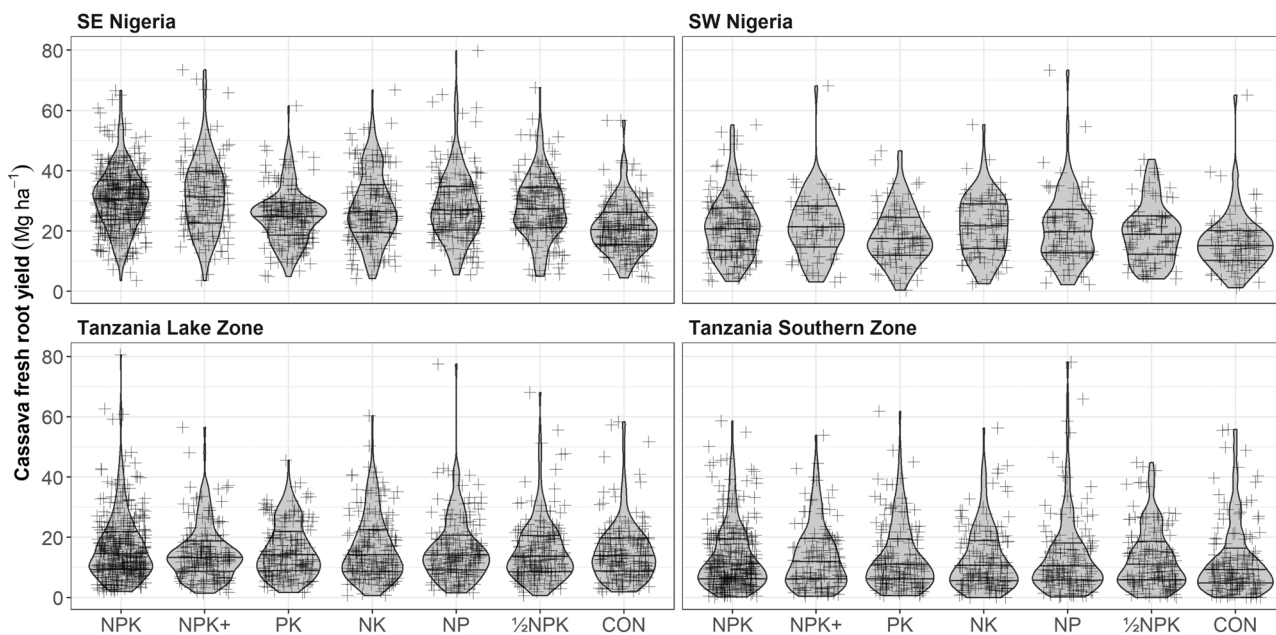 SE Nigeria
SW Nigeria
80
60
40
20
0
Tanzania Lake Zone
Tanzania Southern Zone
80
60
40
20
0
Cassava fresh root yield (Mg ha⁻¹)
NPK NPK+ PK NK NP ½NPK CON
NPK NPK+ PK NK NP ½NPK CON